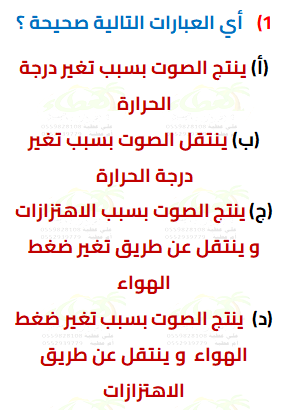 1) أي العبارات التالية صحيحة ؟
(أ) ينتج الصوت بسبب تغير درجة
الحرارة
(ب) ينتقل الصوت بسبب تغير
درجة الحرارة
(ج) ينتج الصوت بسبب الاهتزازات
و ينتقل عن طريق تغير ضغط
الهواء
(د) ينتج الصوت بسبب تغير ضغط
الهواء و ينتقل عن طريق
الاهتزازات